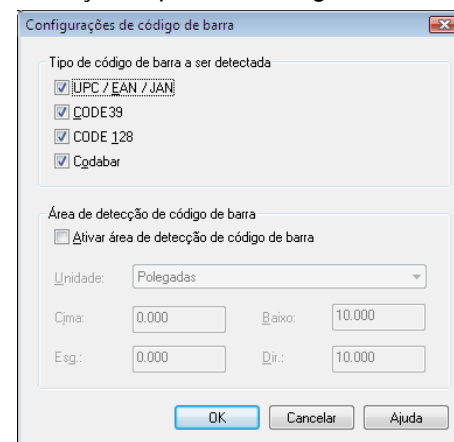 Configurações de código de barra
Tipo de código de barra a ser detectada
UPC / EAN / JAN
CODE39
CODE 128
Codabar
Área de detecção de código de barra
Ativar área de detecção de código de barra
Unidade: Polegadas
Cima: 0.000 Baixo: 10.000
Esg.: 0.000 Dir.: 10.000
OK Cancelar Ajuda